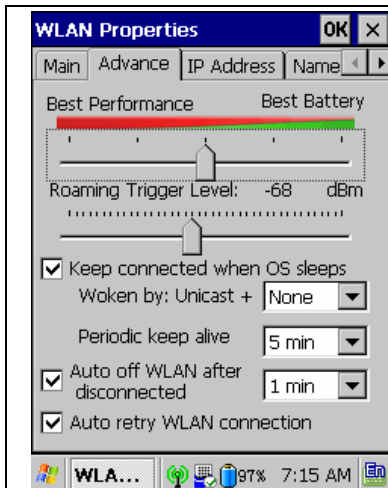 WLAN Properties OK ×
Main Advance IP Address Name
Best Performance Best Battery
Roaming Trigger Level: -68 dBm
Keep connected when OS sleeps
Woken by: Unicast + None
Periodic keep alive 5 min
Auto off WLAN after
disconnected 1 min
Auto retry WLAN connection
WLA... 97% 7:15 AM En